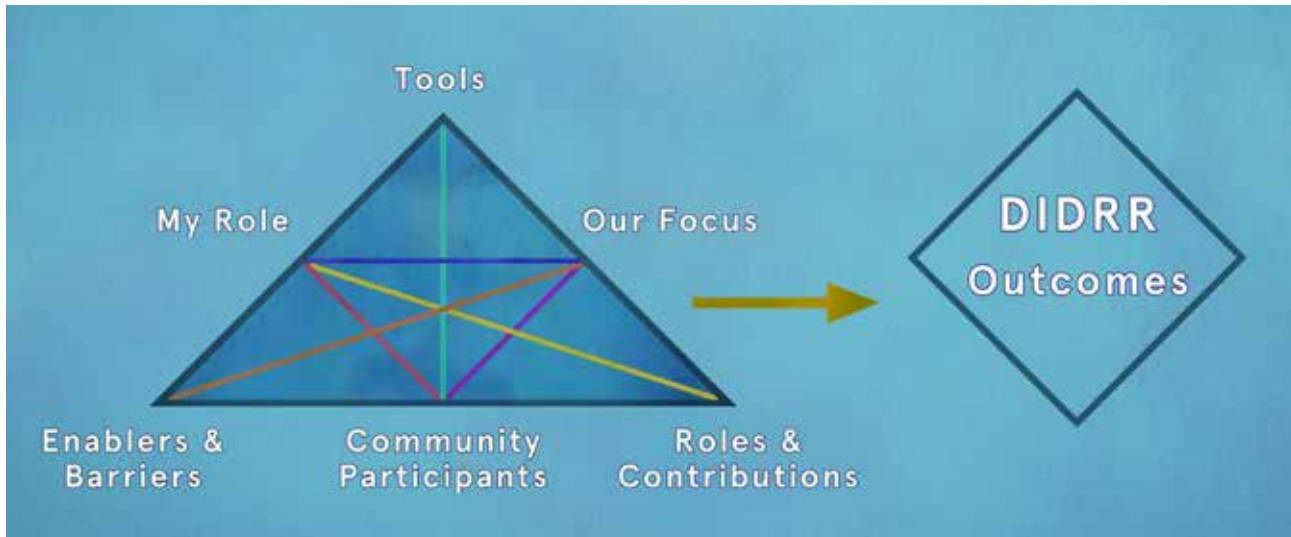 Tools
My Role
Our Focus
DIDRR
Outcomes
Enablers &
Barriers
Community
Participants
Roles &
Contributions